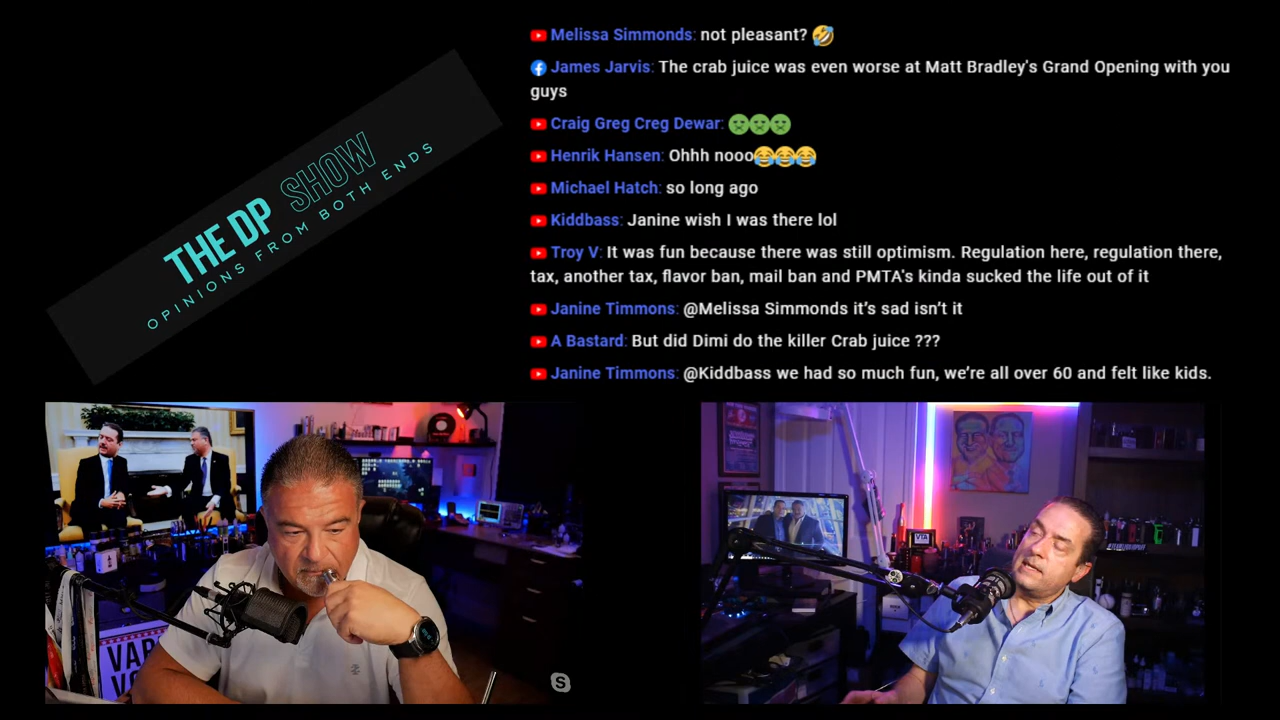 Melissa Simmonds: not pleasant? 🤣
James Jarvis: The crab juice was even worse at Matt Bradley's Grand Opening with you
guys
Craig Greg Creg Dewar: 🤢🤢🤢
Henrik Hansen: Ohhh nooo😂😂😂
Michael Hatch: so long ago
Kiddbass: Janine wish I was there lol
Troy V: It was fun because there was still optimism. Regulation here, regulation there,
tax, another tax, flavor ban, mail ban and PMTA's kinda sucked the life out of it
Janine Timmons: @Melissa Simmonds it’s sad isn’t it
A Bastard: But did Dimi do the killer Crab juice ???
Janine Timmons: @Kiddbass we had so much fun, we’re all over 60 and felt like kids.
THE DP SHOW
OPINIONS FROM BOTH ENDS
VTA
S